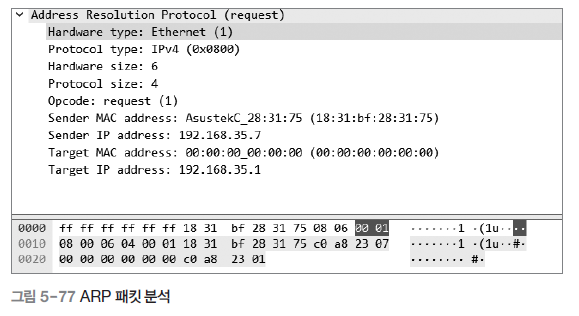 Address Resolution Protocol (request)
Hardware type: Ethernet (1)
Protocol type: IPv4 (0x0800)
Hardware size: 6
Protocol size: 4
Opcode: request (1)
Sender MAC address: AsustekC_28:31:75 (18:31:bf:28:31:75)
Sender IP address: 192.168.35.7
Target MAC address: 00:00:00_00:00:00 (00:00:00:00:00:00)
Target IP address: 192.168.35.1
0000 ff ff ff ff ff ff 18 31 bf 28 31 75 08 06 00 01 ·······1 ·(1u····
0010 08 00 06 04 00 01 18 31 bf 28 31 75 c0 a8 23 07 ·······1 ·(1u··#·
0020 00 00 00 00 00 00 c0 a8 23 01 ········ #·
그림 5-77 ARP 패킷 분석